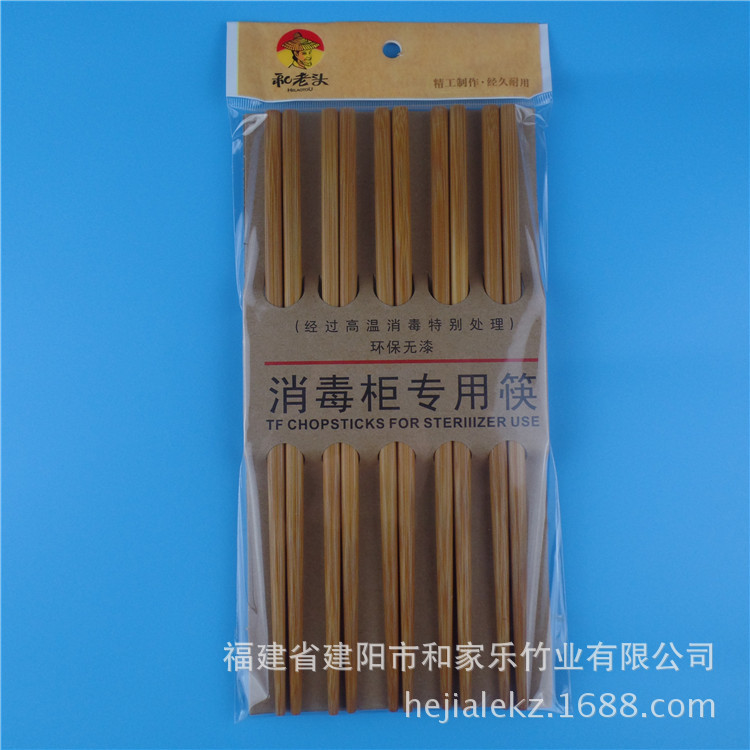 私老头
精工制作·经久耐用
(经过高温消毒特别处理)
环保无漆
消毒柜专用筷
TF CHOPSTICKS FOR STERIIIZER USE
福建省建阳市和家乐竹业有限公司
hejialekz.1688.com